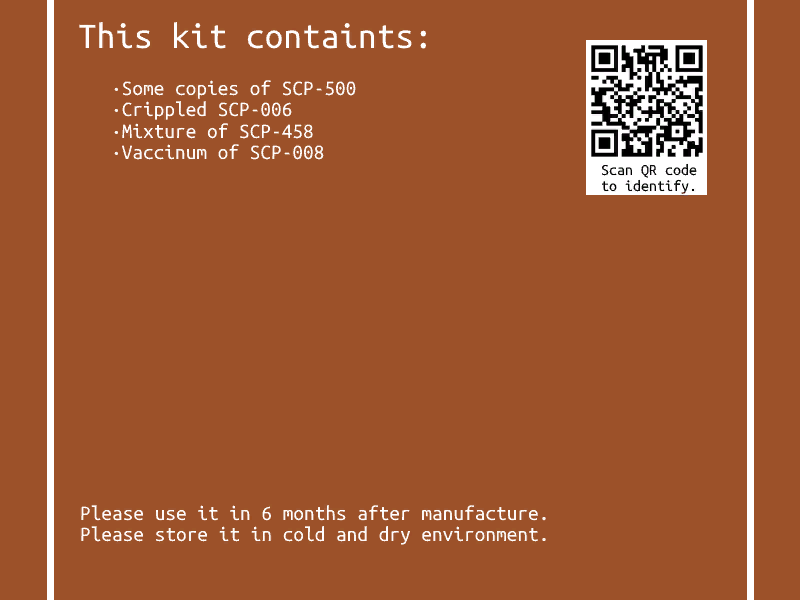 This kit containts:
·Some copies of SCP-500
·Crippled SCP-006
·Mixture of SCP-458
·Vaccinum of SCP-008
Scan QR code
to identify.
Please use it in 6 months after manufacture.
Please store it in cold and dry environment.